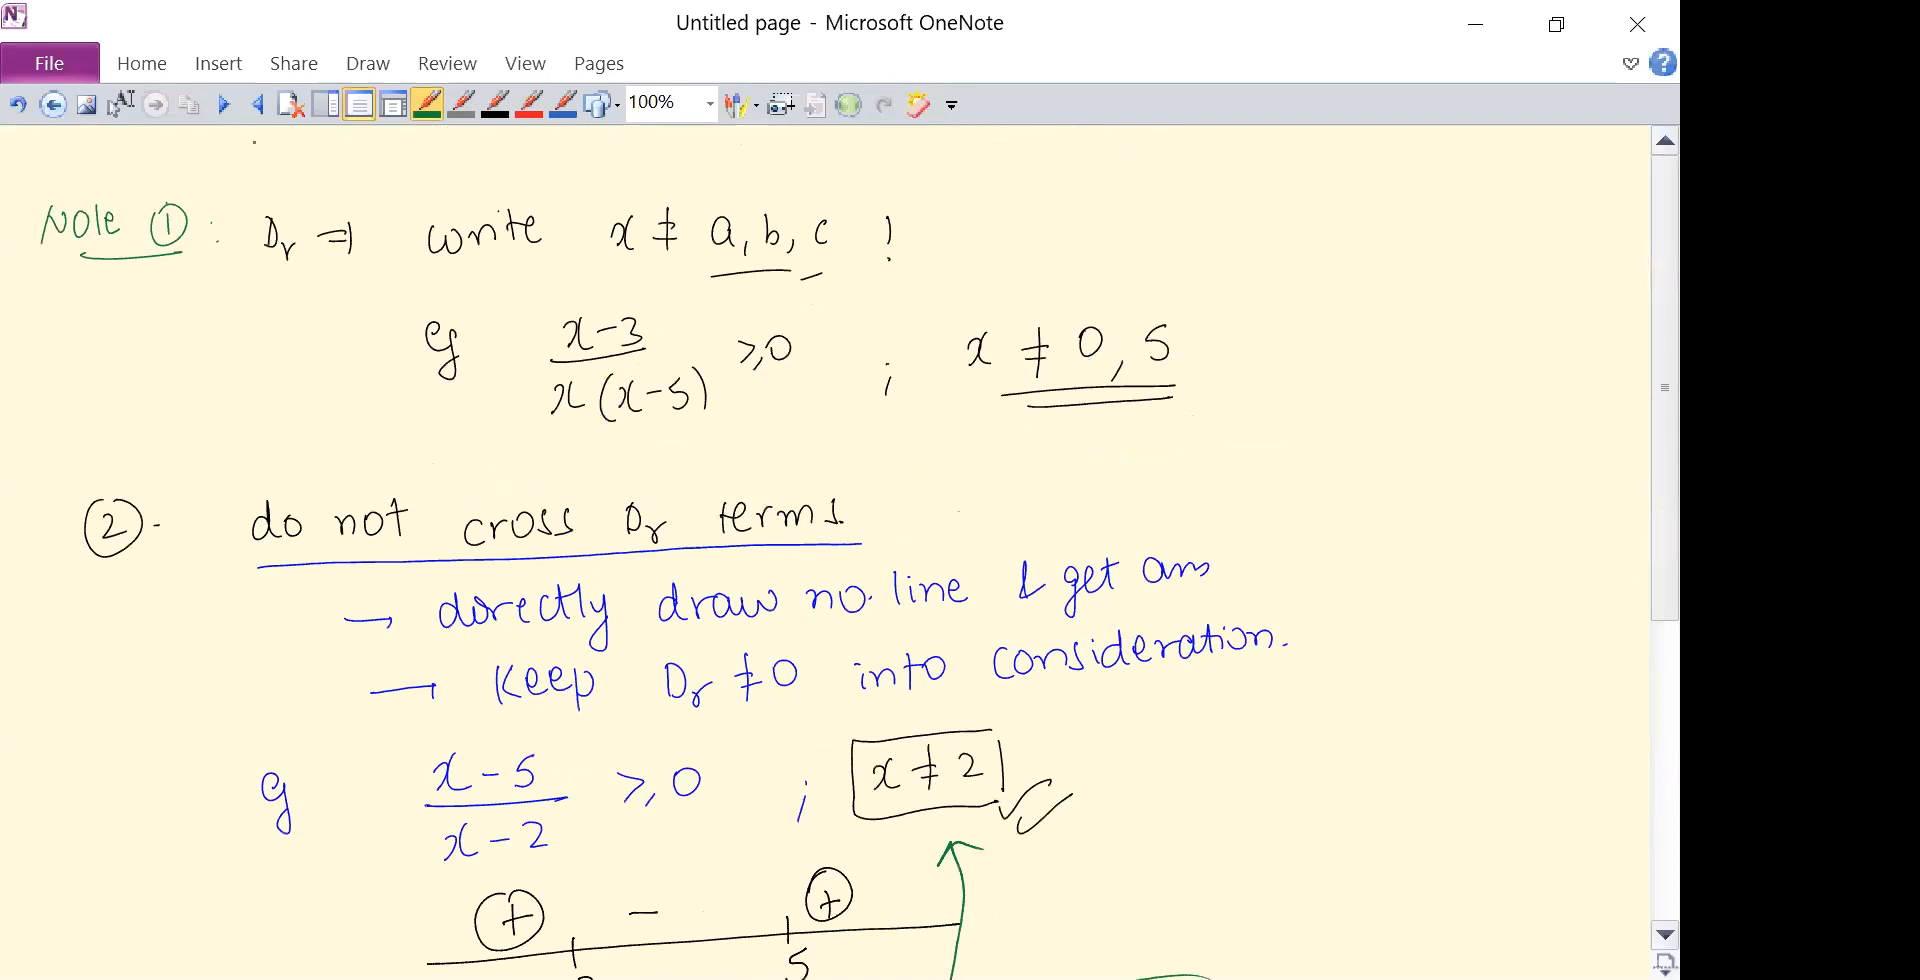 Untitled page - Microsoft OneNote
File Home Insert Share Draw Review View Pages
100%
Note ① : Dr ⇒ write x ≠ a, b, c !
eg x-3 / x(x-5) ≥ 0 ; x ≠ 0, 5
② . do not cross Dr terms
→ directly draw no. line & get ans
→ Keep Dr ≠ 0 into consideration.
eg x-5 / x-2 ≥ 0 ; x ≠ 2
+ - +
5